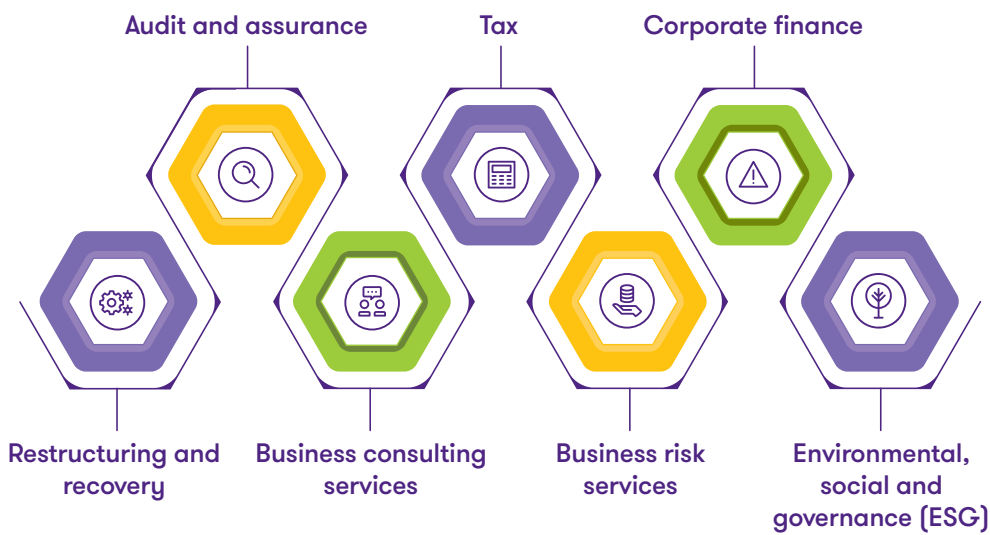 Audit and assurance
Tax
Corporate finance
Restructuring and
recovery
Business consulting
services
Business risk
services
Environmental,
social and
governance (ESG)